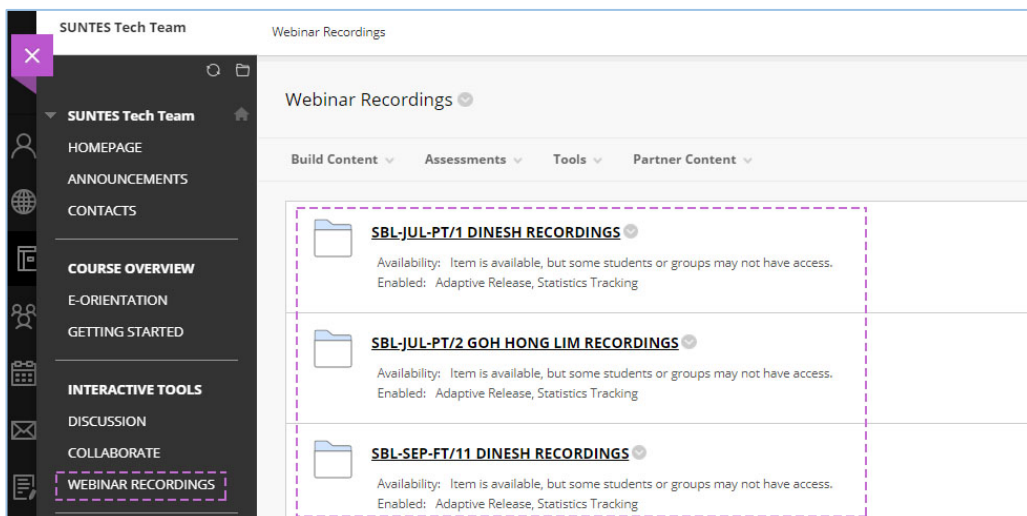 SUNTES Tech Team
Webinar Recordings
SUNTES Tech Team
HOMEPAGE
ANNOUNCEMENTS
CONTACTS
COURSE OVERVIEW
E-ORIENTATION
GETTING STARTED
INTERACTIVE TOOLS
DISCUSSION
COLLABORATE
WEBINAR RECORDINGS
Webinar Recordings
Build Content Assessments Tools Partner Content
SBL-JUL-PT/1 DINESH RECORDINGS
Availability: Item is available, but some students or groups may not have access.
Enabled: Adaptive Release, Statistics Tracking
SBL-JUL-PT/2 GOH HONG LIM RECORDINGS
Availability: Item is available, but some students or groups may not have access.
Enabled: Adaptive Release, Statistics Tracking
SBL-SEP-FT/11 DINESH RECORDINGS
Availability: Item is available, but some students or groups may not have access.
Enabled: Adaptive Release, Statistics Tracking